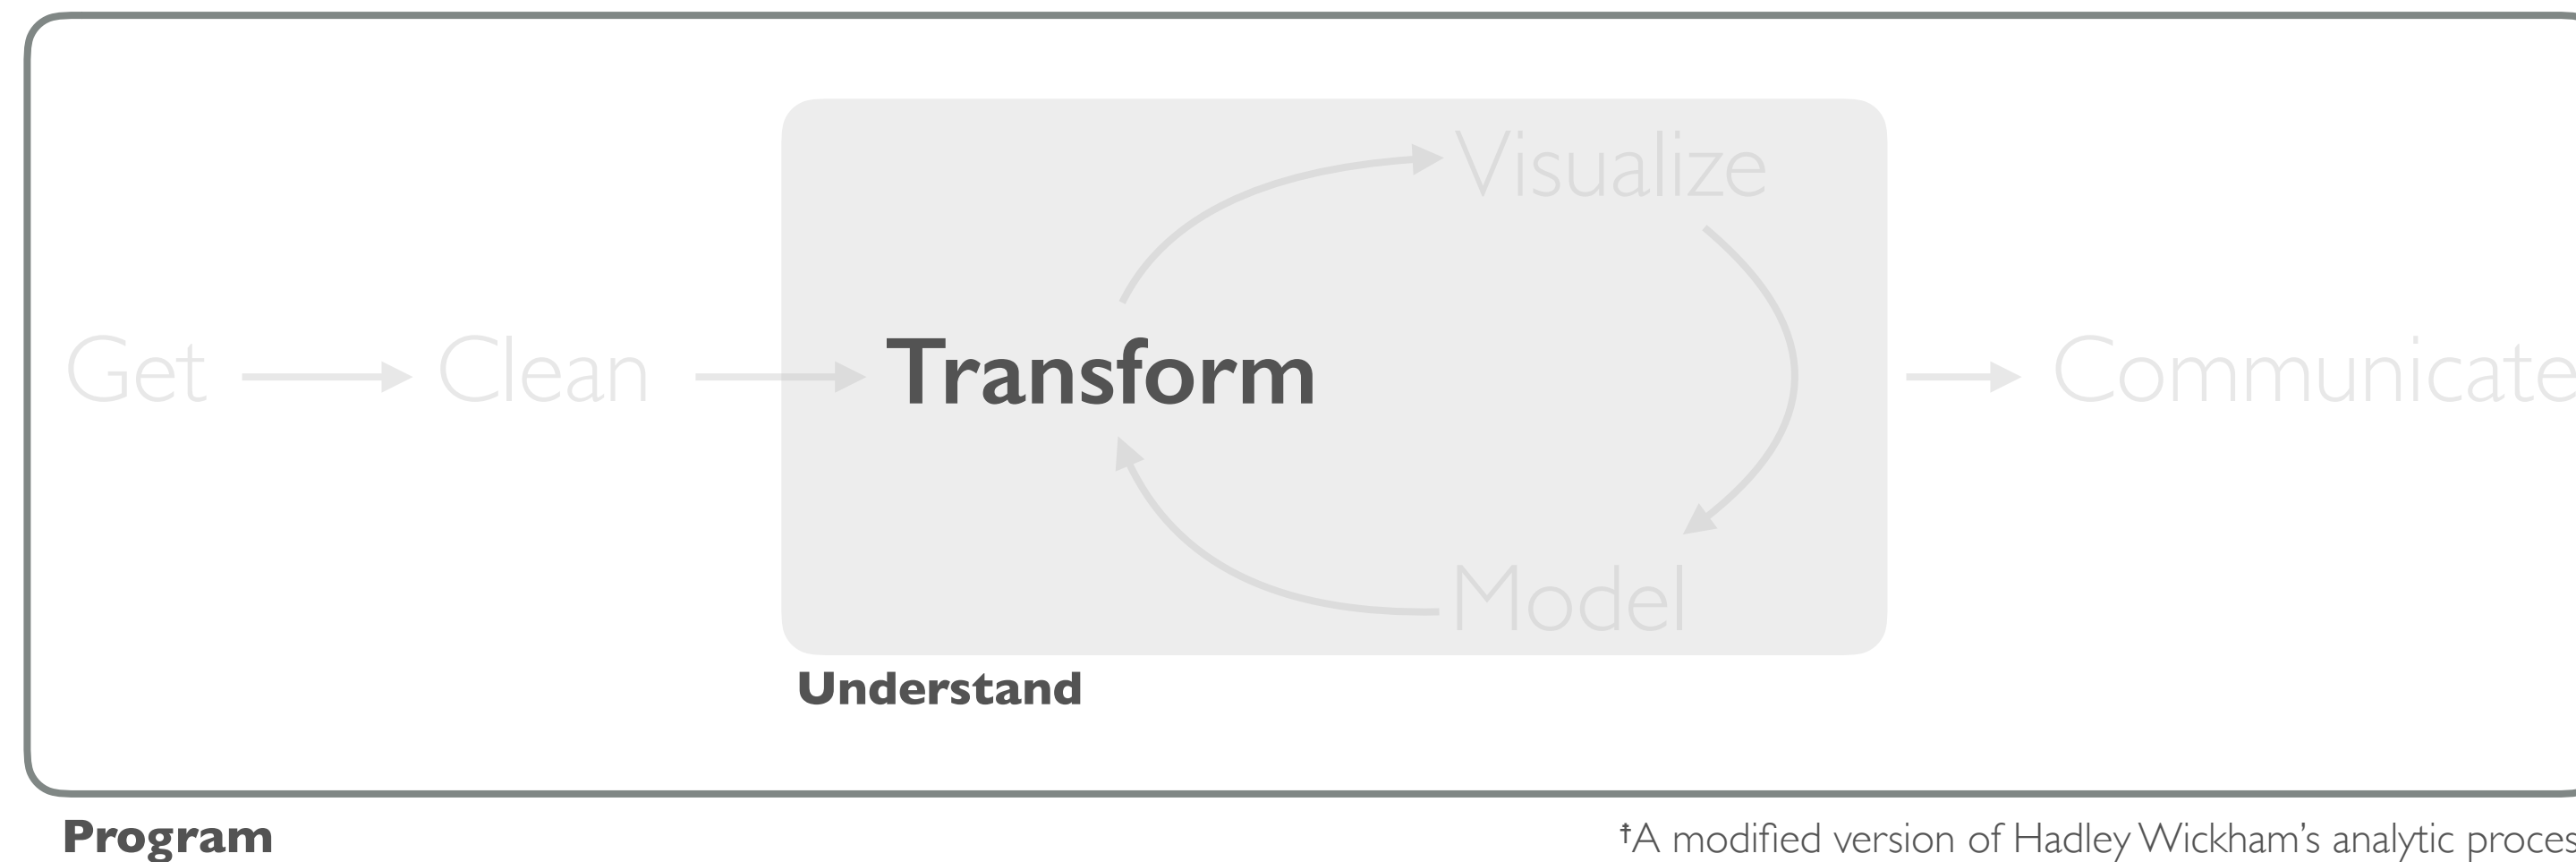 Visualize
Get Clean Transform Communicate
Model
Understand
Program
†A modified version of Hadley Wickham's analytic proces